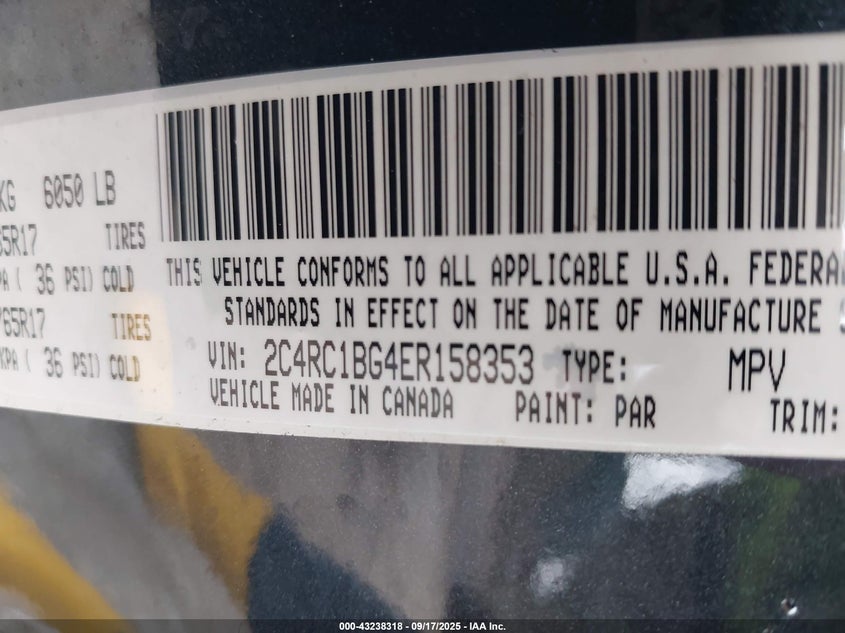 KG 6050 LB
65R17 TIRES
PA ( 36 PSI) COLD
/65R17 TIRES
KPA ( 36 PSI) COLD
THIS VEHICLE CONFORMS TO ALL APPLICABLE U.S.A. FEDERA
STANDARDS IN EFFECT ON THE DATE OF MANUFACTURE S
VIN: 2C4RC1BG4ER158353 TYPE: MPV
VEHICLE MADE IN CANADA PAINT: PAR TRIM:
000-43238318 - 09/17/2025 - IAA Inc.